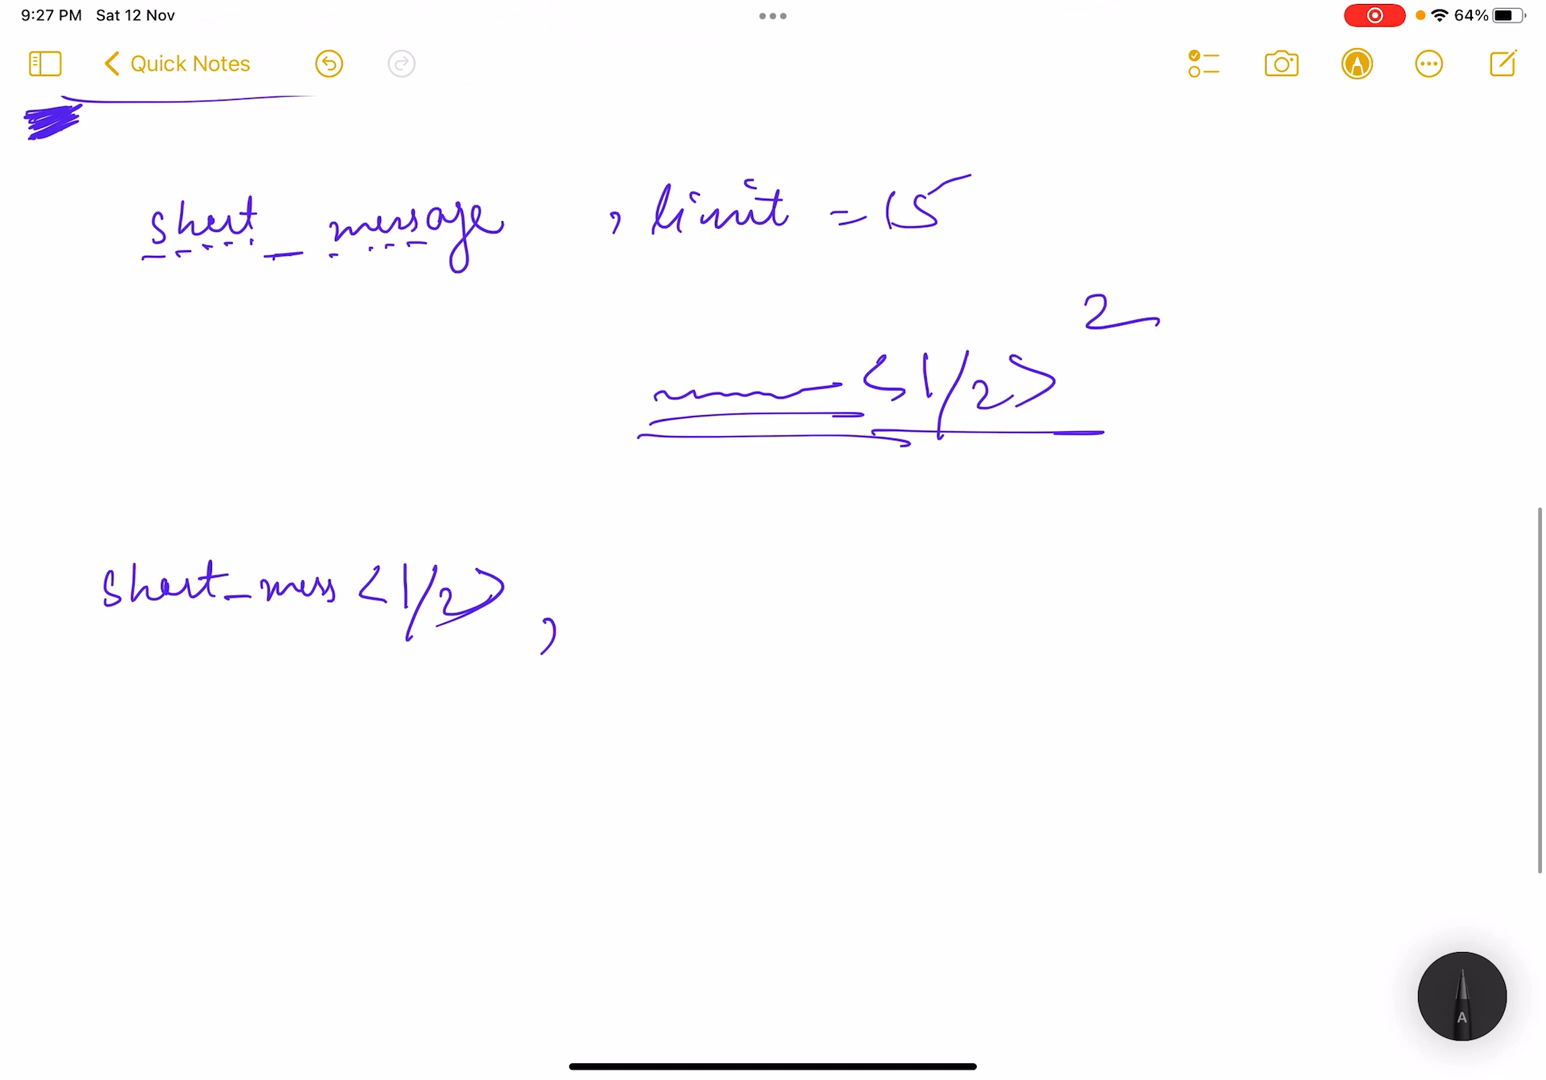 9:27 PM Sat 12 Nov 64%
Quick Notes
short_message , limit = 15
2
<1/2>
short_mess <1/2> ,
A